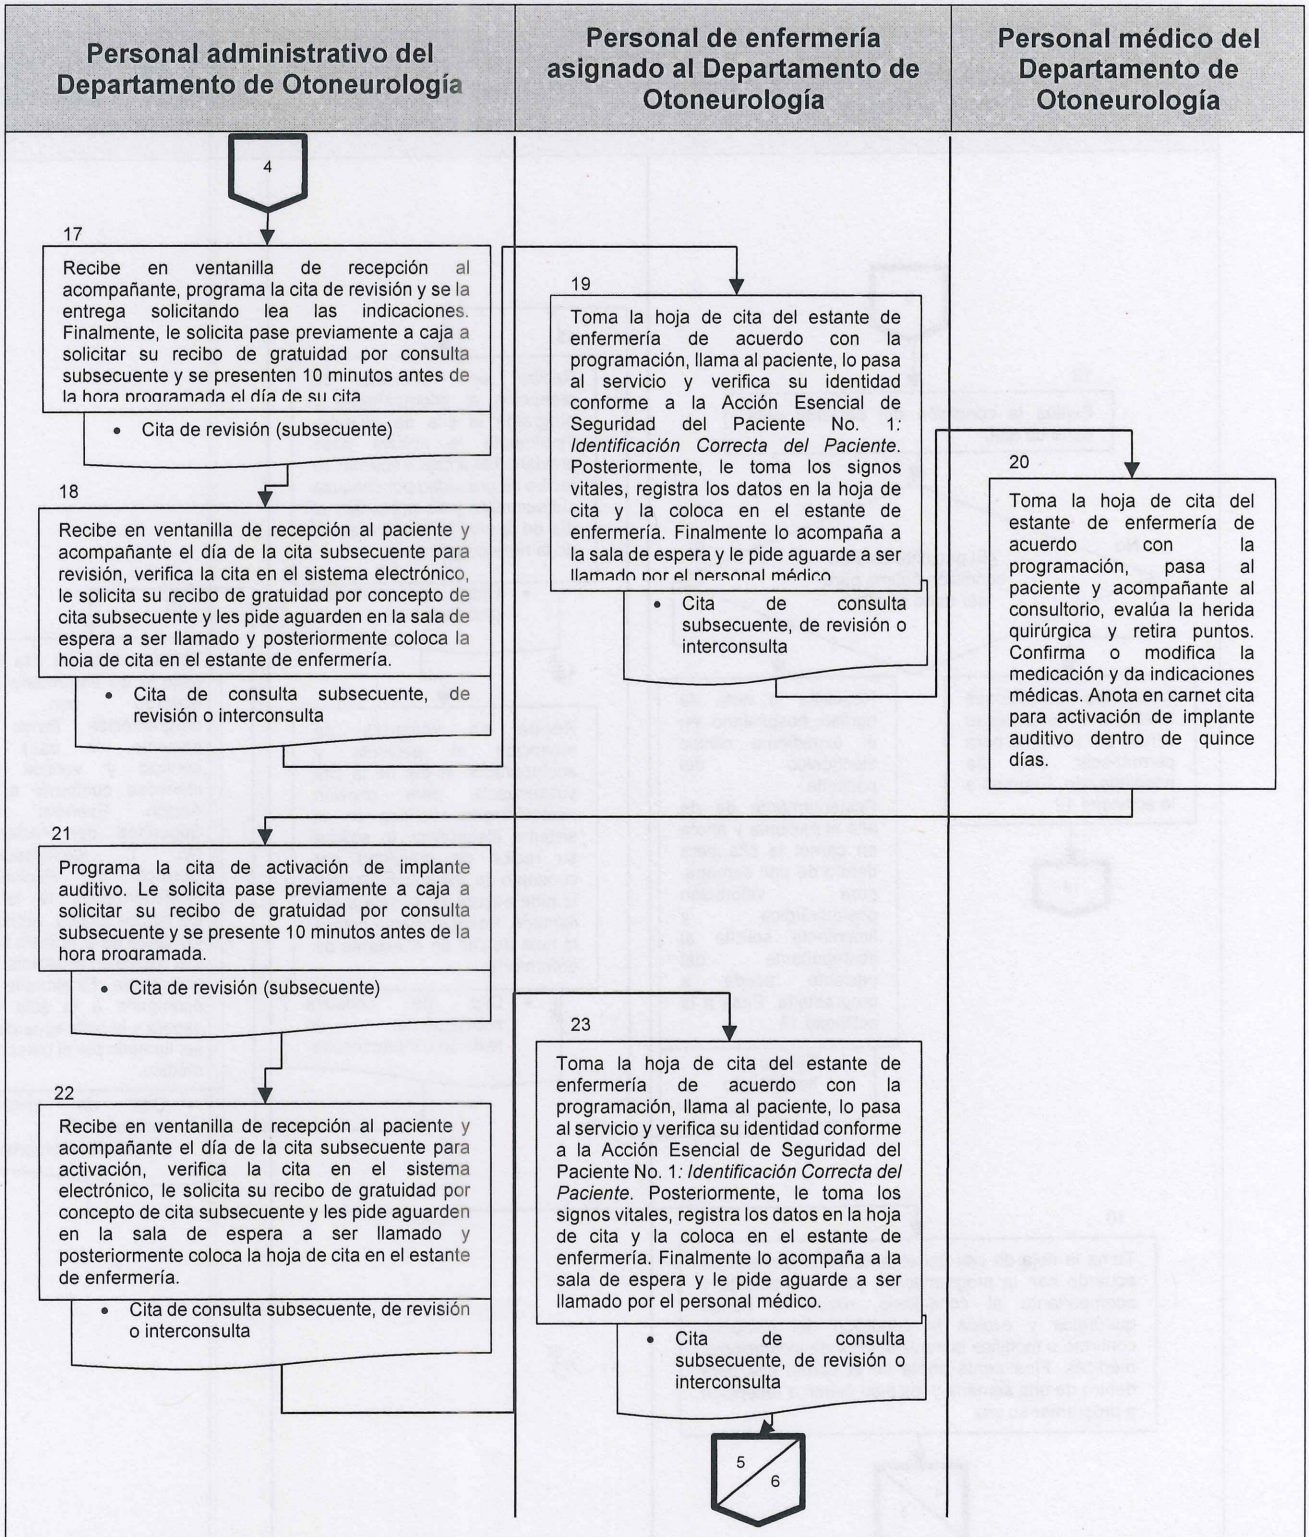 Personal administrativo del
Departamento de Otoneurología
Personal de enfermería
asignado al Departamento de
Otoneurología
Personal médico del
Departamento de
Otoneurología
4
17
Recibe en ventanilla de recepción al
acompañante, programa la cita de revisión y se la
entrega solicitando lea las indicaciones.
Finalmente, le solicita pase previamente a caja a
solicitar su recibo de gratuidad por consulta
subsecuente y se presenten 10 minutos antes de
la hora programada el día de su cita
• Cita de revisión (subsecuente)
18
Recibe en ventanilla de recepción al paciente y
acompañante el día de la cita subsecuente para
revisión, verifica la cita en el sistema electrónico,
le solicita su recibo de gratuidad por concepto de
cita subsecuente y les pide aguarden en la sala de
espera a ser llamado y posteriormente coloca la
hoja de cita en el estante de enfermería.
• Cita de consulta subsecuente, de
revisión o interconsulta
19
Toma la hoja de cita del estante de
enfermería de acuerdo con la
programación, llama al paciente, lo pasa
al servicio y verifica su identidad
conforme a la Acción Esencial de
Seguridad del Paciente No. 1:
Identificación Correcta del Paciente.
Posteriormente, le toma los signos
vitales, registra los datos en la hoja de
cita y la coloca en el estante de
enfermería. Finalmente lo acompaña a
la sala de espera y le pide aguarde a ser
llamado por el personal médico
• Cita de consulta
subsecuente, de revisión o
interconsulta
20
Toma la hoja de cita del
estante de enfermería de
acuerdo con la
programación, pasa al
paciente y acompañante al
consultorio, evalúa la herida
quirúrgica y retira puntos.
Confirma o modifica la
medicación y da indicaciones
médicas. Anota en carnet cita
para activación de implante
auditivo dentro de quince
días.
21
Programa la cita de activación de implante
auditivo. Le solicita pase previamente a caja a
solicitar su recibo de gratuidad por consulta
subsecuente y se presente 10 minutos antes de la
hora programada.
• Cita de revisión (subsecuente)
22
Recibe en ventanilla de recepción al paciente y
acompañante el día de la cita subsecuente para
activación, verifica la cita en el sistema
electrónico, le solicita su recibo de gratuidad por
concepto de cita subsecuente y les pide aguarden
en la sala de espera a ser llamado y
posteriormente coloca la hoja de cita en el estante
de enfermería.
• Cita de consulta subsecuente, de revisión
o interconsulta
23
Toma la hoja de cita del estante de
enfermería de acuerdo con la
programación, llama al paciente, lo pasa
al servicio y verifica su identidad conforme
a la Acción Esencial de Seguridad del
Paciente No. 1: Identificación Correcta del
Paciente. Posteriormente, le toma los
signos vitales, registra los datos en la hoja
de cita y la coloca en el estante de
enfermería. Finalmente lo acompaña a la
sala de espera y le pide aguarde a ser
llamado por el personal médico.
• Cita de consulta
subsecuente, de revisión o
interconsulta
5
6